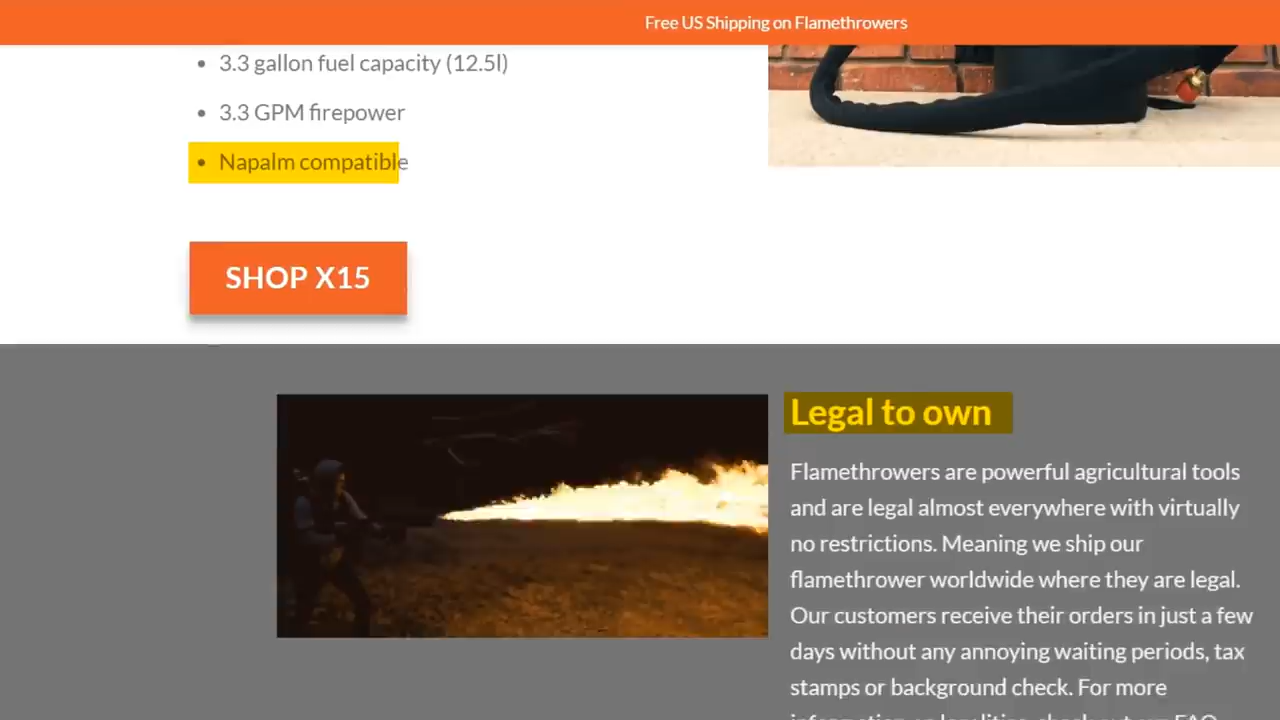 Free US Shipping on Flamethrowers
• 3.3 gallon fuel capacity (12.5l)
• 3.3 GPM firepower
• Napalm compatible
SHOP X15
Legal to own
Flamethrowers are powerful agricultural tools
and are legal almost everywhere with virtually
no restrictions. Meaning we ship our
flamethrower worldwide where they are legal.
Our customers receive their orders in just a few
days without any annoying waiting periods, tax
stamps or background check. For more